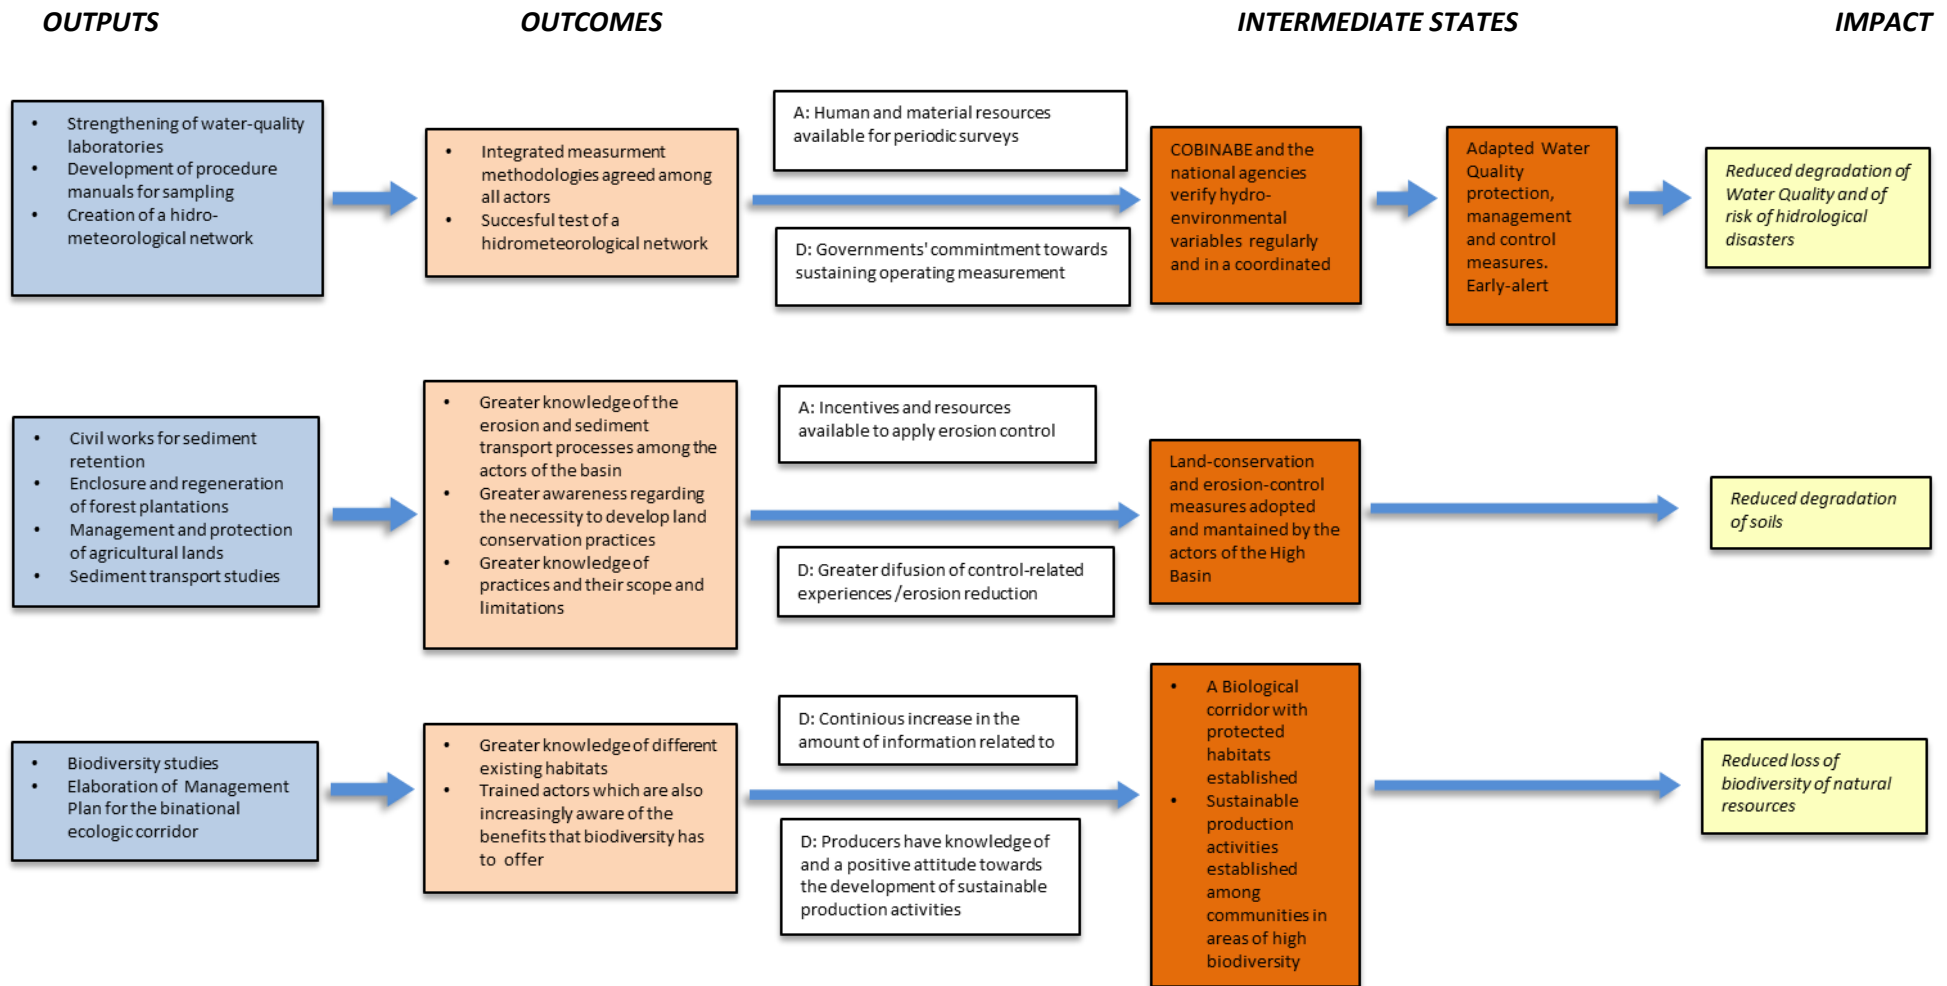 OUTPUTS
OUTCOMES
INTERMEDIATE STATES
IMPACT
• Strengthening of water-quality
laboratories
• Development of procedure
manuals for sampling
• Creation of a hidro-
meteorological network
• Integrated measurment
methodologies agreed among
all actors
• Succesful test of a
hidrometeorological network
A: Human and material resources
available for periodic surveys
D: Governments' commintment towards
sustaining operating measurement
COBINABE and the
national agencies
verify hydro-
environmental
variables regularly
and in a coordinated
Adapted Water
Quality
protection,
management
and control
measures.
Early-alert
Reduced degradation of
Water Quality and of
risk of hidrological
disasters
• Civil works for sediment
retention
• Enclosure and regeneration
of forest plantations
• Management and protection
of agricultural lands
• Sediment transport studies
• Greater knowledge of the
erosion and sediment
transport processes among the
actors of the basin
• Greater awareness regarding
the necessity to develop land
conservation practices
• Greater knowledge of
practices and their scope and
limitations
A: Incentives and resources
available to apply erosion control
D: Greater difusion of control-related
experiences /erosion reduction
Land-conservation
and erosion-control
measures adopted
and mantained by the
actors of the High
Basin
Reduced degradation
of soils
• Biodiversity studies
• Elaboration of Management
Plan for the binational
ecologic corridor
• Greater knowledge of different
existing habitats
• Trained actors which are also
increasingly aware of the
benefits that biodiversity has
to offer
D: Continious increase in the
amount of information related to
D: Producers have knowledge of
and a positive attitude towards
the development of sustainable
production activities
• A Biological
corridor with
protected
habitats
established
• Sustainable
production
activities
established
among
communities in
areas of high
biodiversity
Reduced loss of
biodiversity of natural
resources